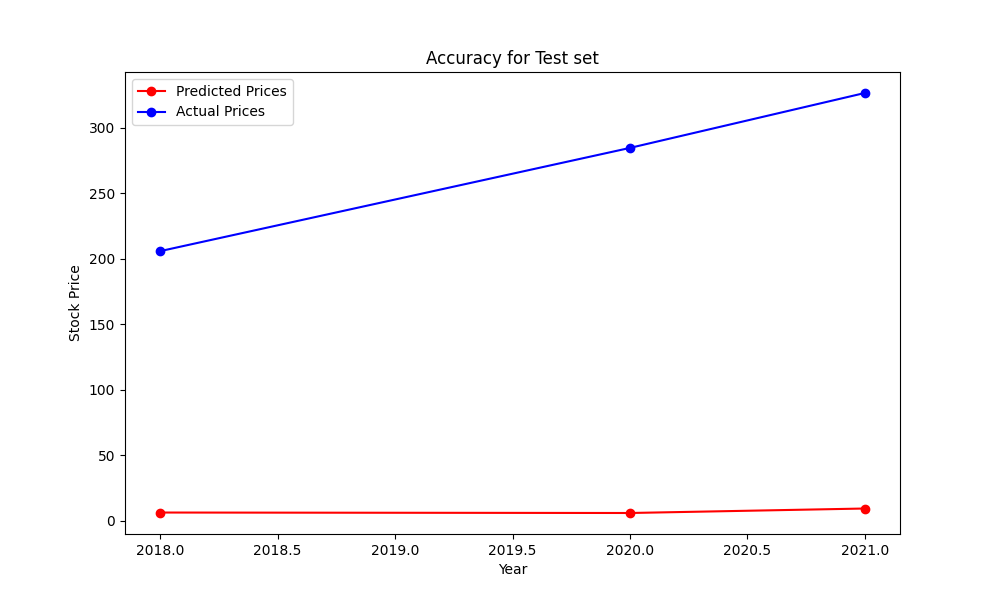 Accuracy for Test set
Predicted Prices
Actual Prices
300
250
200
150
100
50
0
Stock Price
2018.0 2018.5 2019.0 2019.5 2020.0 2020.5 2021.0
Year